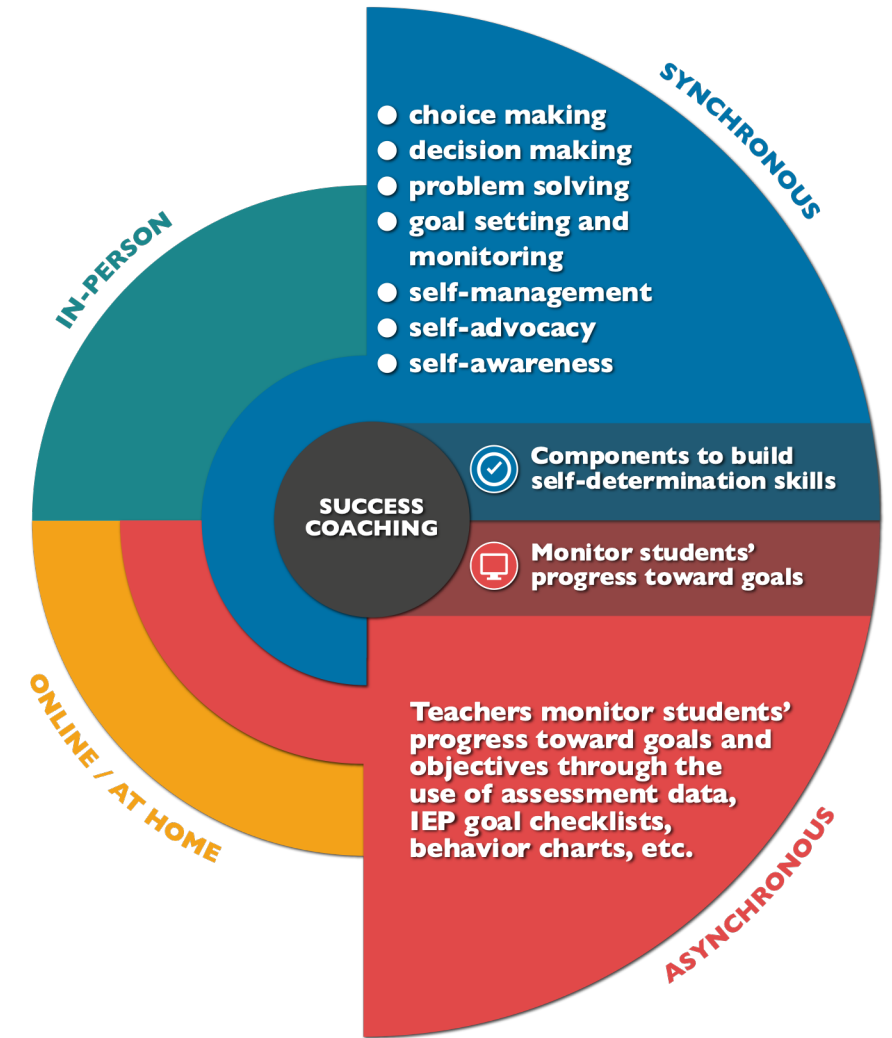 SYNCHRONOUS
● choice making
● decision making
● problem solving
● goal setting and
monitoring
● self-management
● self-advocacy
● self-awareness
IN-PERSON
Components to build
self-determination skills
SUCCESS
COACHING
Monitor students’
progress toward goals
ONLINE / AT HOME
Teachers monitor students’
progress toward goals and
objectives through the
use of assessment data,
IEP goal checklists,
behavior charts, etc.
ASYNCHRONOUS